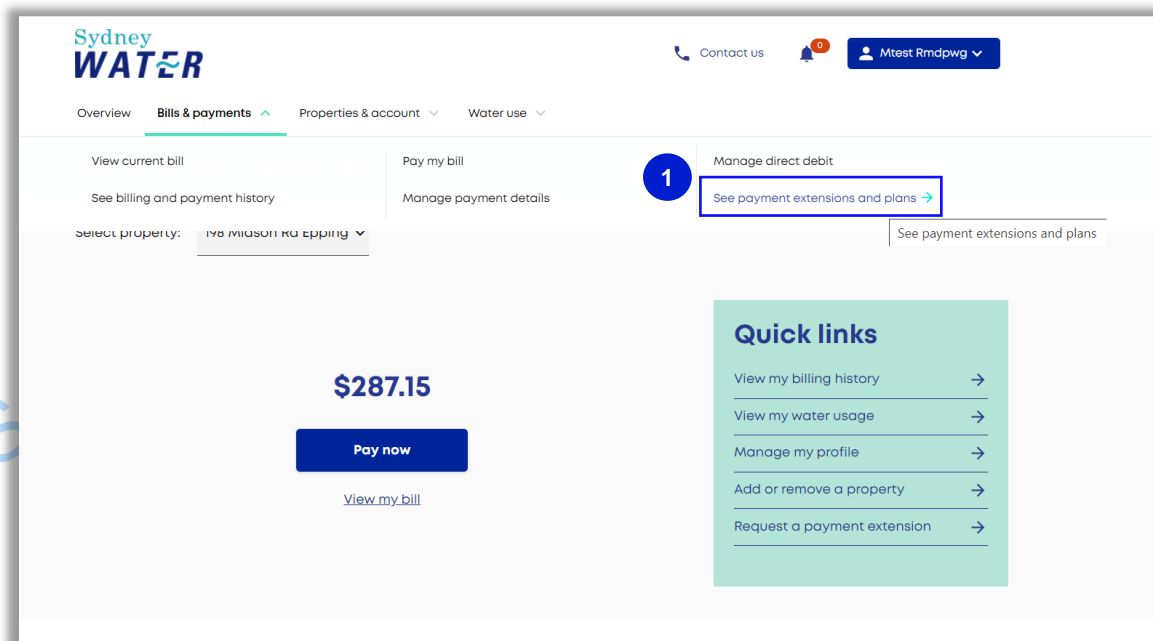 Sydney
WATER
Contact us
0
Mtest Rmdpwg
Overview Bills & payments Properties & account Water use
View current bill Pay my bill Manage direct debit
1
See billing and payment history Manage payment details See payment extensions and plans
Select property: 198 Midson Rd Epping
See payment extensions and plans
Quick links
$287.15
View my billing history
View my water usage
Pay now
Manage my profile
View my bill
Add or remove a property
Request a payment extension